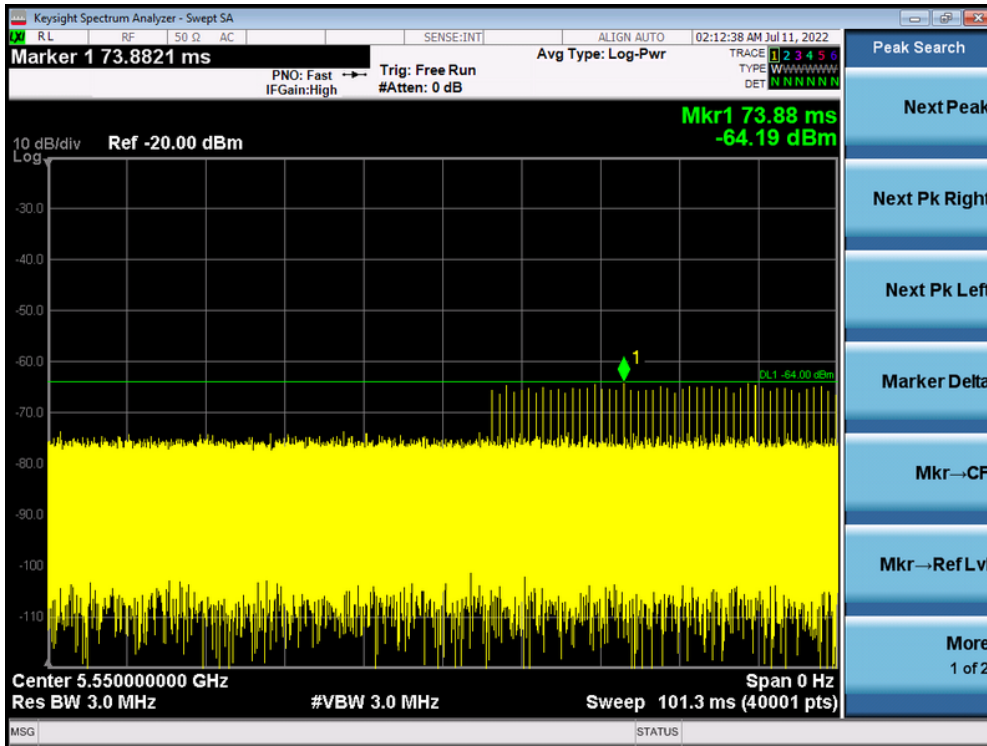 Keysight Spectrum Analyzer - Swept SA
LXI RL RF 50 Ω AC SENSE:INT ALIGN AUTO 02:12:38 AM Jul 11, 2022
Marker 1 73.8821 ms
PNO: Fast
IFGain:High
Trig: Free Run
#Atten: 0 dB
Avg Type: Log-Pwr
TRACE 1 2 3 4 5 6
TYPE WWWWWW
DET N N N N N N
Mkr1 73.88 ms
-64.19 dBm
10 dB/div Ref -20.00 dBm
Log
-30.0
-40.0
-50.0
-60.0
1
DL1 -64.00 dBm
-70.0
-80.0
-90.0
-100
-110
Center 5.550000000 GHz Span 0 Hz
Res BW 3.0 MHz #VBW 3.0 MHz Sweep 101.3 ms (40001 pts)
MSG STATUS
Peak Search
Next Peak
Next Pk Right
Next Pk Left
Marker Delta
Mkr→CF
Mkr→Ref Lvl
More
1 of 2